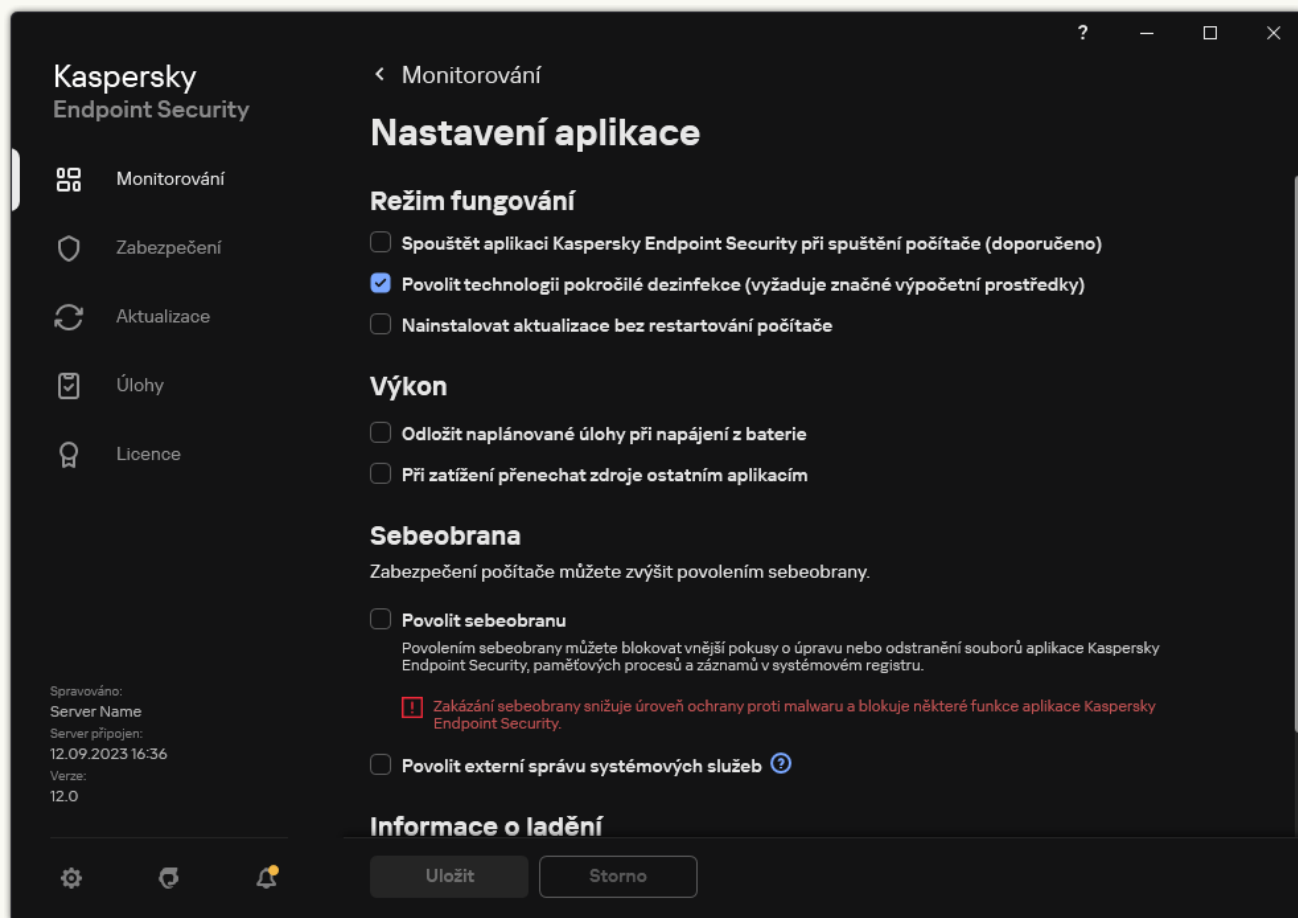 ?
Kaspersky
Endpoint Security
Monitorování
Zabezpečení
Aktualizace
Úlohy
Licence
Spravováno:
Server Name
Server připojen:
12.09.2023 16:36
Verze:
12.0
Monitorování
Nastavení aplikace
Režim fungování
Spouštět aplikaci Kaspersky Endpoint Security při spuštění počítače (doporučeno)
Povolit technologii pokročilé dezinfekce (vyžaduje značné výpočetní prostředky)
Nainstalovat aktualizace bez restartování počítače
Výkon
Odložit naplánované úlohy při napájení z baterie
Při zatížení přenechat zdroje ostatním aplikacím
Sebeobrana
Zabezpečení počítače můžete zvýšit povolením sebeobrany.
Povolit sebeobranu
Povolením sebeobrany můžete blokovat vnější pokusy o úpravu nebo odstranění souborů aplikace Kaspersky
Endpoint Security, paměťových procesů a záznamů v systémovém registru.
Zakázání sebeobrany snižuje úroveň ochrany proti malwaru a blokuje některé funkce aplikace Kaspersky
Endpoint Security.
Povolit externí správu systémových služeb ?
Informace o ladění
Uložit
Storno